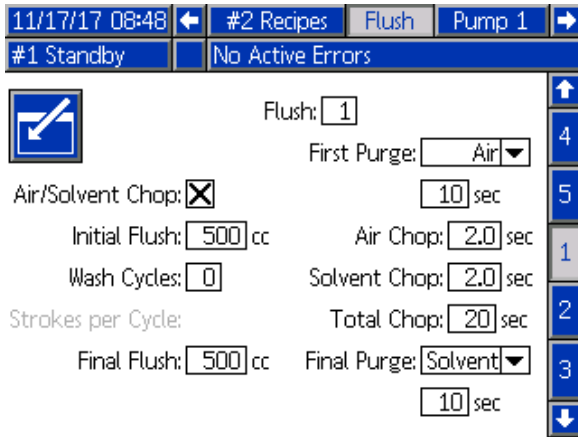 11/17/17 08:48 #2 Recipes Flush Pump 1
#1 Standby No Active Errors
Flush: 1
First Purge: Air
Air/Solvent Chop: 10 sec
Initial Flush: 500 cc Air Chop: 2.0 sec
Wash Cycles: 0 Solvent Chop: 2.0 sec
Strokes per Cycle: Total Chop: 20 sec
Final Flush: 500 cc Final Purge: Solvent
10 sec
4
5
1
2
3